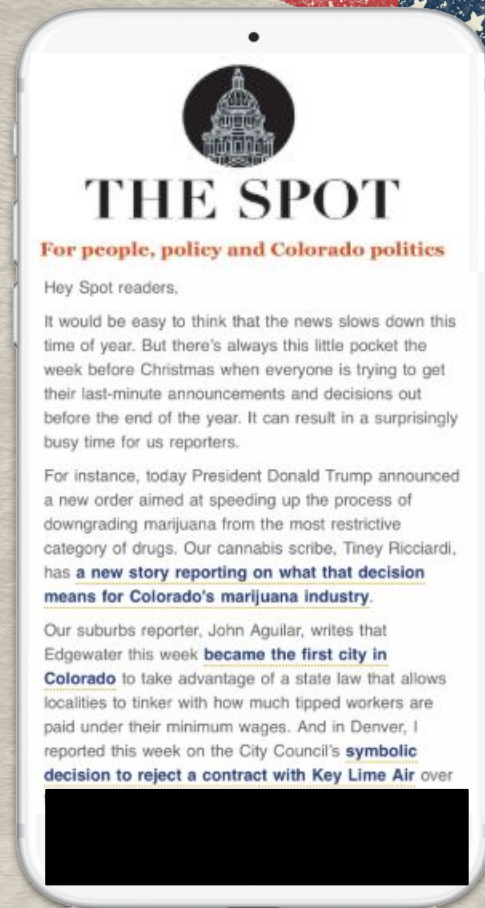 THE SPOT
For people, policy and Colorado politics
Hey Spot readers,
It would be easy to think that the news slows down this
time of year. But there's always this little pocket the
week before Christmas when everyone is trying to get
their last-minute announcements and decisions out
before the end of the year. It can result in a surprisingly
busy time for us reporters.
For instance, today President Donald Trump announced
a new order aimed at speeding up the process of
downgrading marijuana from the most restrictive
category of drugs. Our cannabis scribe, Tiney Ricciardi,
has a new story reporting on what that decision
means for Colorado's marijuana industry.
Our suburbs reporter, John Aguilar, writes that
Edgewater this week became the first city in
Colorado to take advantage of a state law that allows
localities to tinker with how much tipped workers are
paid under their minimum wages. And in Denver, I
reported this week on the City Council's symbolic
decision to reject a contract with Key Lime Air over